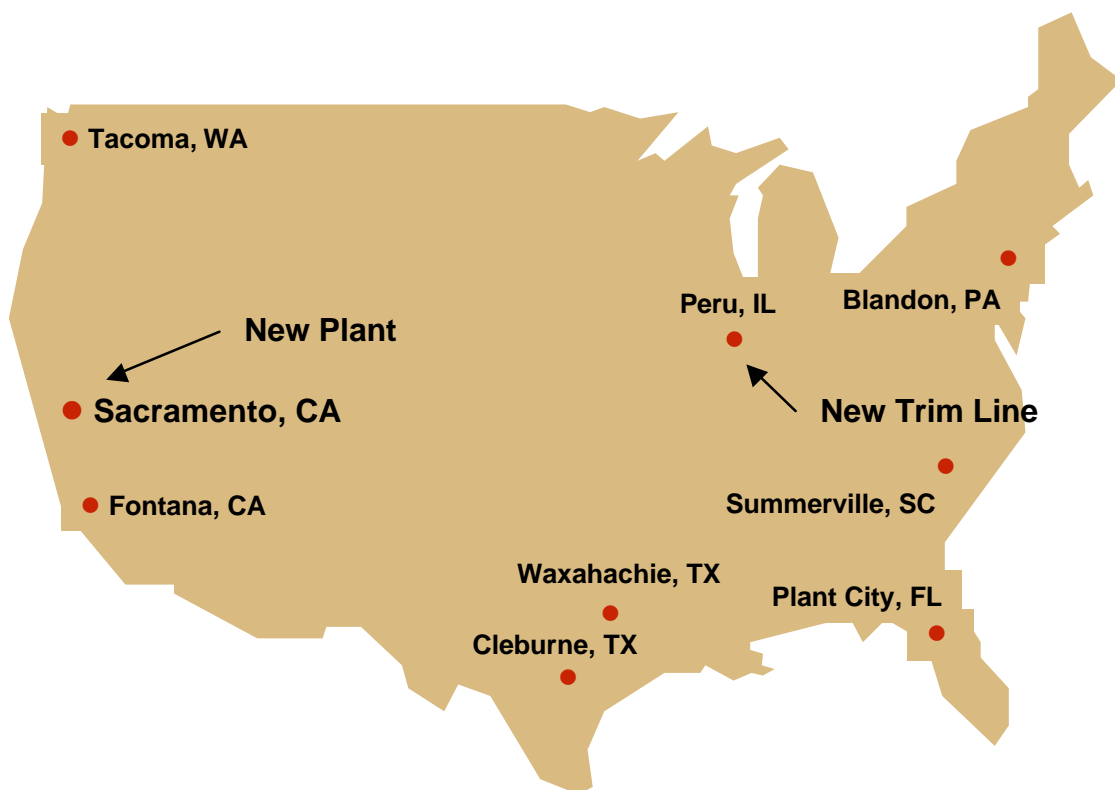 Tacoma, WA
Peru, IL
Blandon, PA
New Plant
Sacramento, CA
New Trim Line
Fontana, CA
Summerville, SC
Waxahachie, TX
Plant City, FL
Cleburne, TX